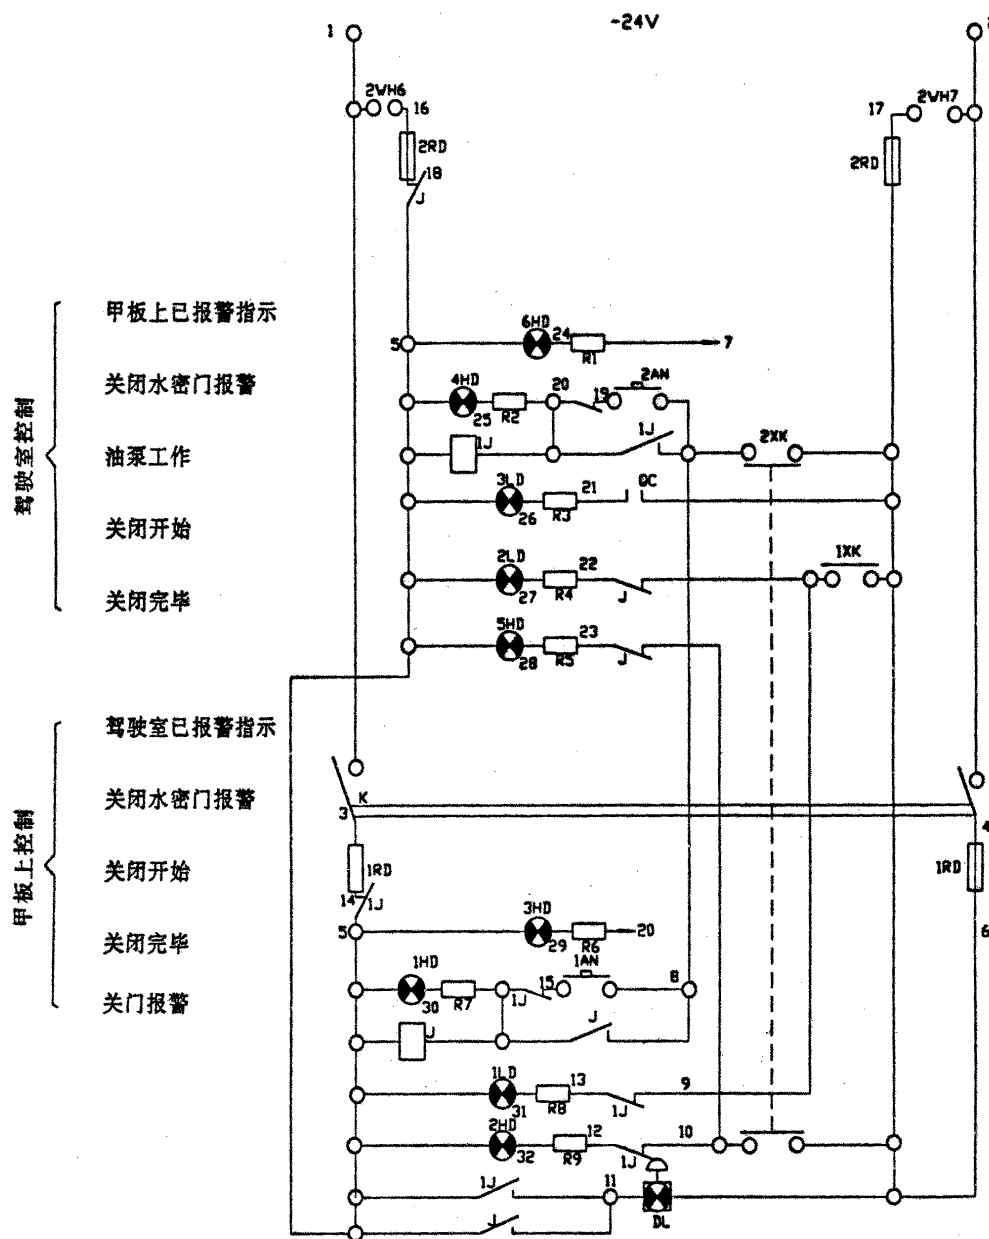 -24V
1
2WH6
16
17
2WH7
2RD
2RD
18
J
驾驶室控制
甲板上已报警指示
关闭水密门报警
油泵工作
关闭开始
关闭完毕
5
6HD
24
R1
7
4HD
25
R2
20
19
2AN
1J
1J
2XK
3LD
26
R3
21
QC
2LD
27
R4
22
J
1XK
5HD
28
R5
23
J
甲板上控制
驾驶室已报警指示
关闭水密门报警
关闭开始
关闭完毕
关门报警
K
3
4
1RD
1RD
14
1J
5
3HD
29
R6
20
6
1HD
30
R7
1J
15
1AN
8
J
J
1LD
31
R8
13
1J
9
2HD
32
R9
12
1J
10
1J
11
DL
J